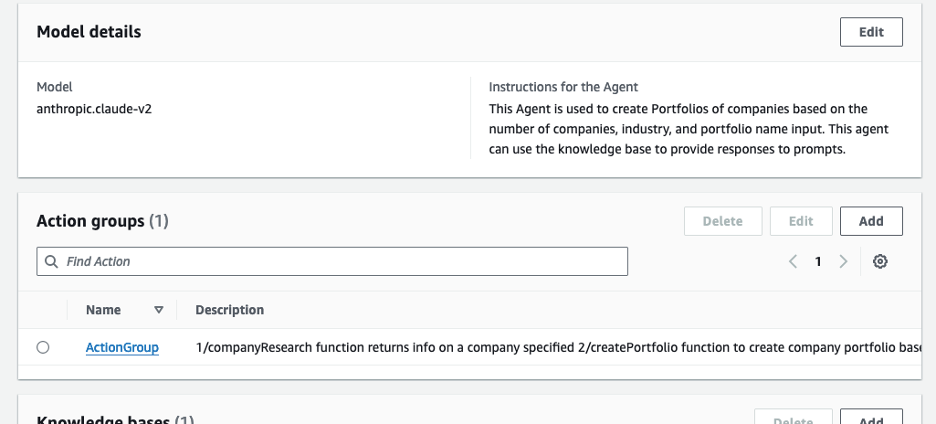 Model details
Edit
Model
anthropic.claude-v2
Instructions for the Agent
This Agent is used to create Portfolios of companies based on the
number of companies, industry, and portfolio name input. This agent
can use the knowledge base to provide responses to prompts.
Action groups (1)
Delete
Edit
Add
Find Action
1
Name
Description
ActionGroup
1/companyResearch function returns info on a company specified 2/createPortfolio function to create company portfolio base
Knowledge bases (1)
Delete
Add